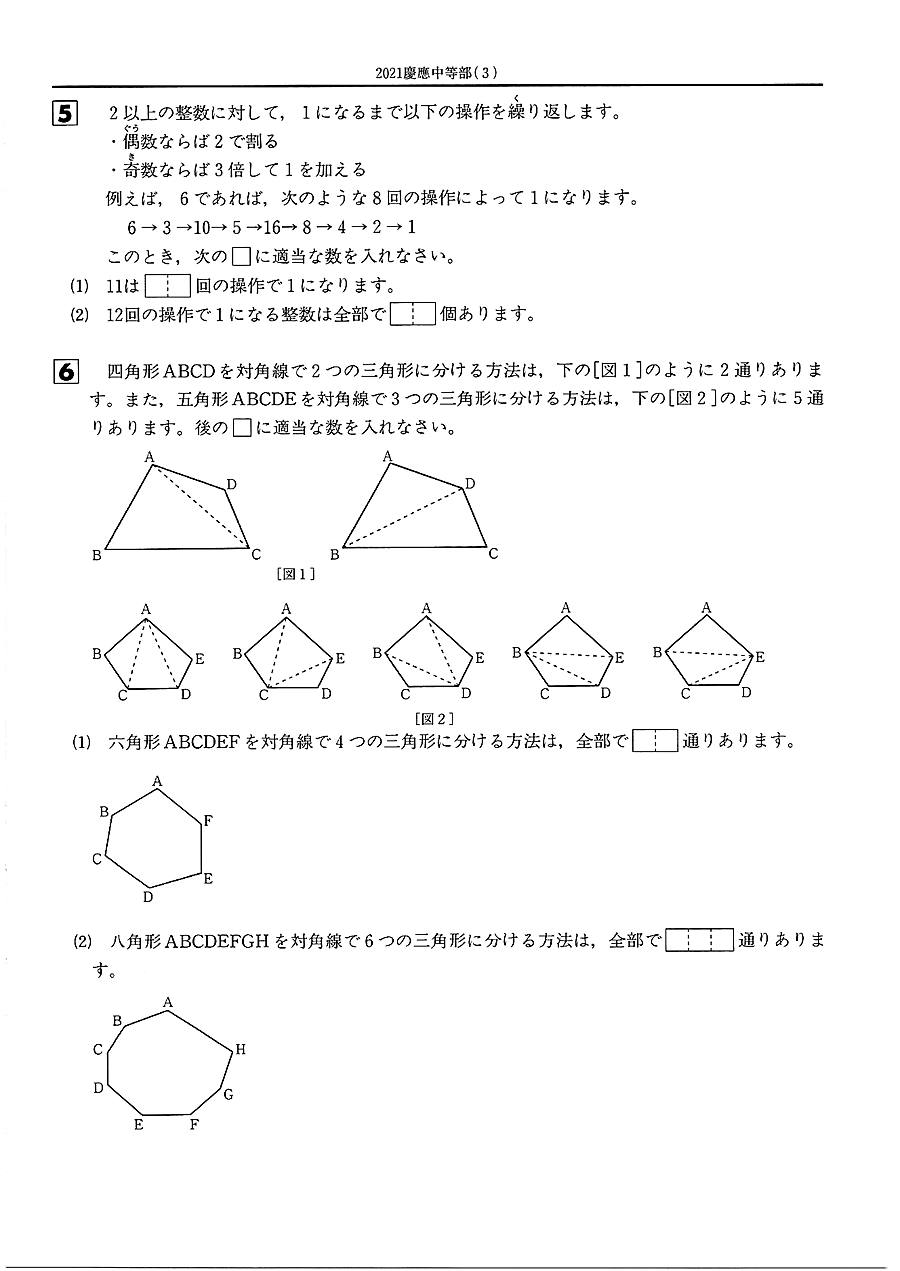 2021慶應中等部(3)
5 2以上の整数に対して，1になるまで以下の操作を繰り返します。
・偶数ならば2で割る
・奇数ならば3倍して1を加える
例えば，6であれば，次のような8回の操作によって1になります。
6→3→10→5→16→8→4→2→1
このとき，次の□に適当な数を入れなさい。
(1) 11は□回の操作で1になります。
(2) 12回の操作で1になる整数は全部で□個あります。
6 四角形ABCDを対角線で2つの三角形に分ける方法は，下の[図1]のように2通りありま
す。また，五角形ABCDEを対角線で3つの三角形に分ける方法は，下の[図2]のように5通
りあります。後の□に適当な数を入れなさい。
A D B C
A D B C
[図1]
A B E C D
A B E C D
A B E C D
A B E C D
A B E C D
[図2]
(1) 六角形ABCDEFを対角線で4つの三角形に分ける方法は，全部で□通りあります。
A
B F
C
E
D
(2) 八角形ABCDEFGHを対角線で6つの三角形に分ける方法は，全部で□通りありま
す。
A
B
C H
D G
E F